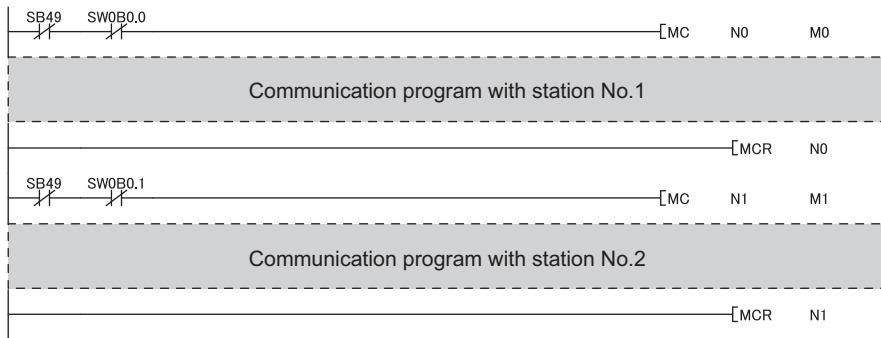 SB49 SW0B0.0
[MC N0 M0
Communication program with station No.1
[MCR N0
SB49 SW0B0.1
[MC N1 M1
Communication program with station No.2
[MCR N1